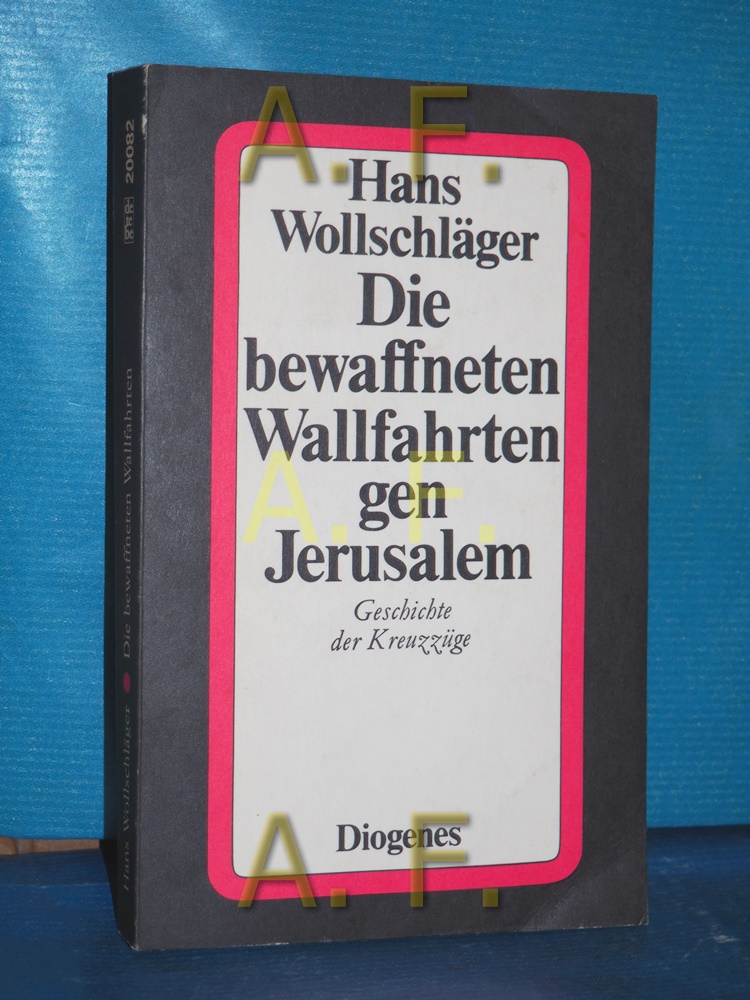 Hans
Wollschläger
Die
bewaffneten
Wallfahrten
gen
Jerusalem
Geschichte
der Kreuzzüge
Diogenes
Hans Wollschläger Die bewaffneten Wallfahrten
20082
A. F.
A. F.
A. F.